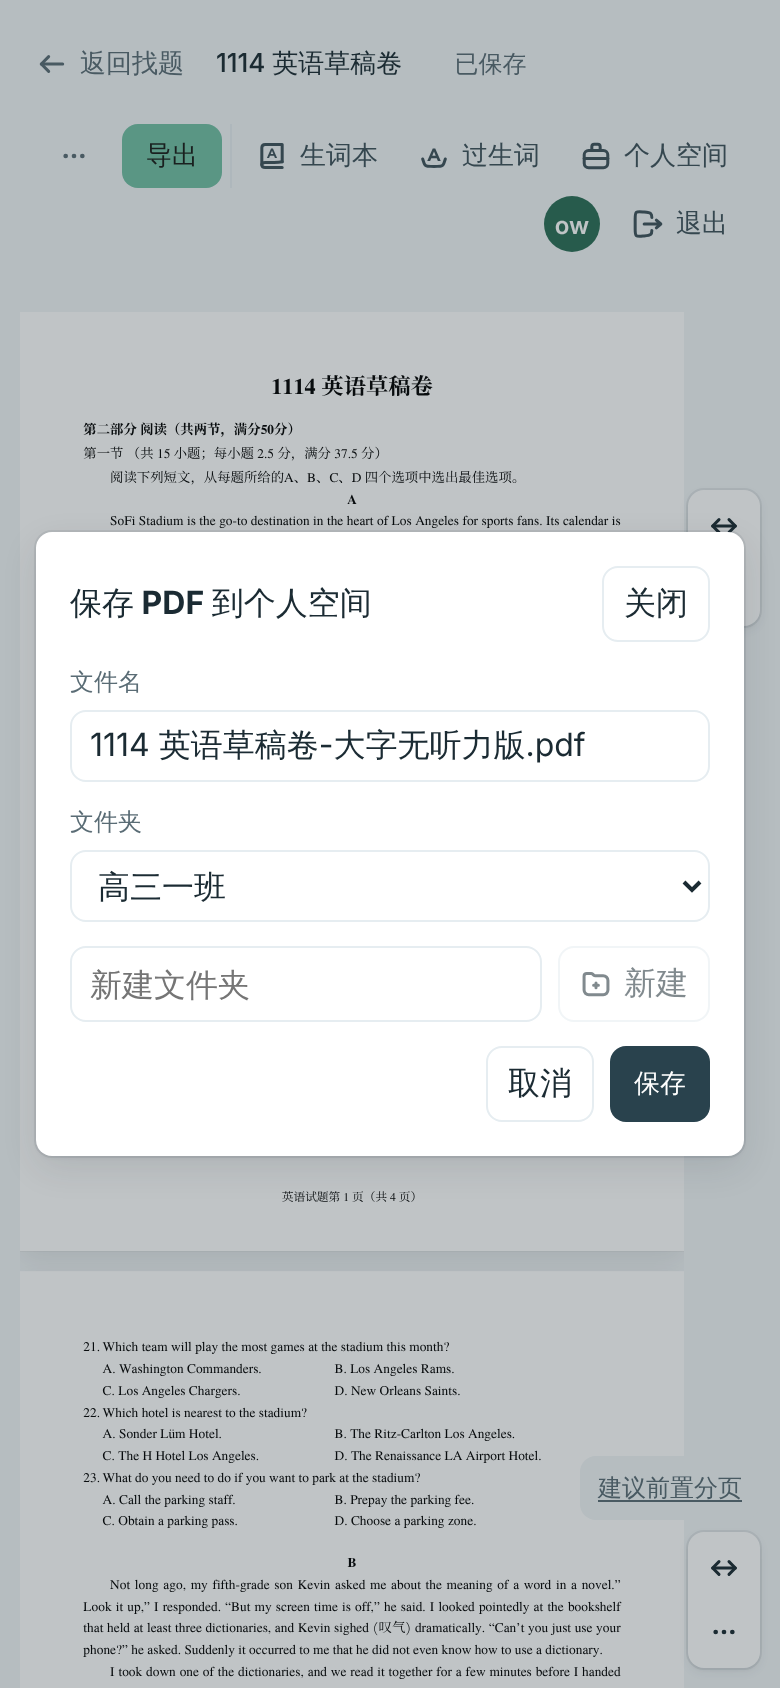 返回找题 1114 英语草稿卷 已保存
导出 生词本 过生词 个人空间
ow 退出
1114 英语草稿卷
第二部分 阅读（共两节，满分50分）
第一节 （共 15 小题；每小题 2.5 分，满分 37.5 分）
阅读下列短文，从每题所给的A、B、C、D 四个选项中选出最佳选项。
A
SoFi Stadium is the go-to destination in the heart of Los Angeles for sports fans. Its calendar is
保存 PDF 到个人空间 关闭
文件名
1114 英语草稿卷-大字无听力版.pdf
文件夹
高三一班
新建文件夹 新建
取消 保存
英语试题第 1 页（共 4 页）
21. Which team will play the most games at the stadium this month?
A. Washington Commanders. B. Los Angeles Rams.
C. Los Angeles Chargers. D. New Orleans Saints.
22. Which hotel is nearest to the stadium?
A. Sonder Lüm Hotel. B. The Ritz-Carlton Los Angeles.
C. The H Hotel Los Angeles. D. The Renaissance LA Airport Hotel.
23. What do you need to do if you want to park at the stadium?
A. Call the parking staff. B. Prepay the parking fee.
C. Obtain a parking pass. D. Choose a parking zone.
建议前置分页
B
Not long ago, my fifth-grade son Kevin asked me about the meaning of a word in a novel.”
Look it up,” I responded. “But my screen time is off,” he said. I looked pointedly at the bookshelf
that held at least three dictionaries, and Kevin sighed (叹气) dramatically. “Can’t you just use your
phone?” he asked. Suddenly it occurred to me that he did not even know how to use a dictionary.
I took down one of the dictionaries, and we read it together for a few minutes before I handed